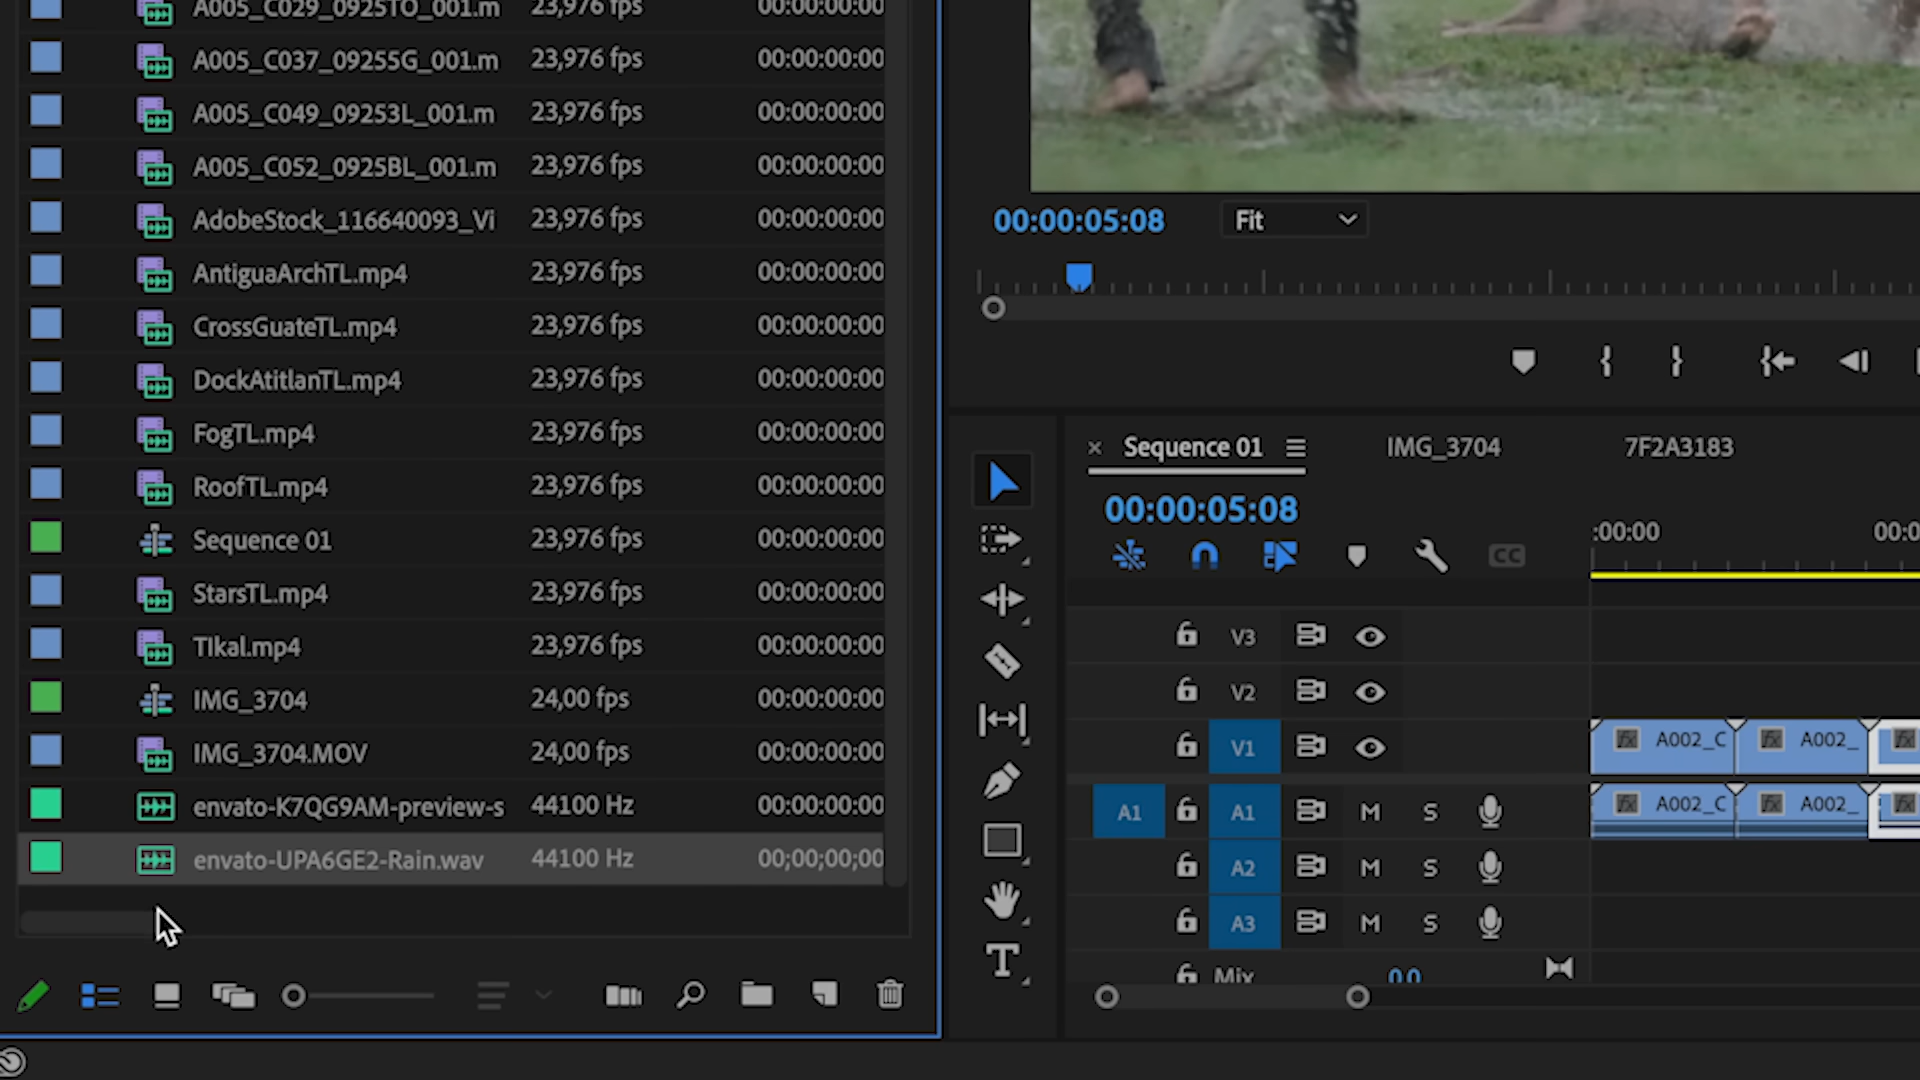 A005_C029_0925TO_001.m 23,976 fps 00:00:00:00
A005_C037_09255G_001.m 23,976 fps 00:00:00:00
A005_C049_09253L_001.m 23,976 fps 00:00:00:00
A005_C052_0925BL_001.m 23,976 fps 00:00:00:00
AdobeStock_116640093_Vi 23,976 fps 00:00:00:00
AntiguaArchTL.mp4 23,976 fps 00:00:00:00
CrossGuateTL.mp4 23,976 fps 00:00:00:00
DockAtitlanTL.mp4 23,976 fps 00:00:00:00
FogTL.mp4 23,976 fps 00:00:00:00
RoofTL.mp4 23,976 fps 00:00:00:00
Sequence 01 23,976 fps 00:00:00:00
StarsTL.mp4 23,976 fps 00:00:00:00
TIkal.mp4 23,976 fps 00:00:00:00
IMG_3704 24,00 fps 00:00:00:00
IMG_3704.MOV 24,00 fps 00:00:00:00
envato-K7QG9AM-preview-s 44100 Hz 00:00:00:00
envato-UPA6GE2-Rain.wav 44100 Hz 00;00;00;00
00:00:05:08 Fit
× Sequence 01 IMG_3704 7F2A3183
00:00:05:08
:00:00 00:0
CC
V3
V2
V1 fx A002_C fx A002_ fx
A1 A1 M S fx A002_C fx A002_ fx
A2 M S
A3 M S
Mix 0,0
T